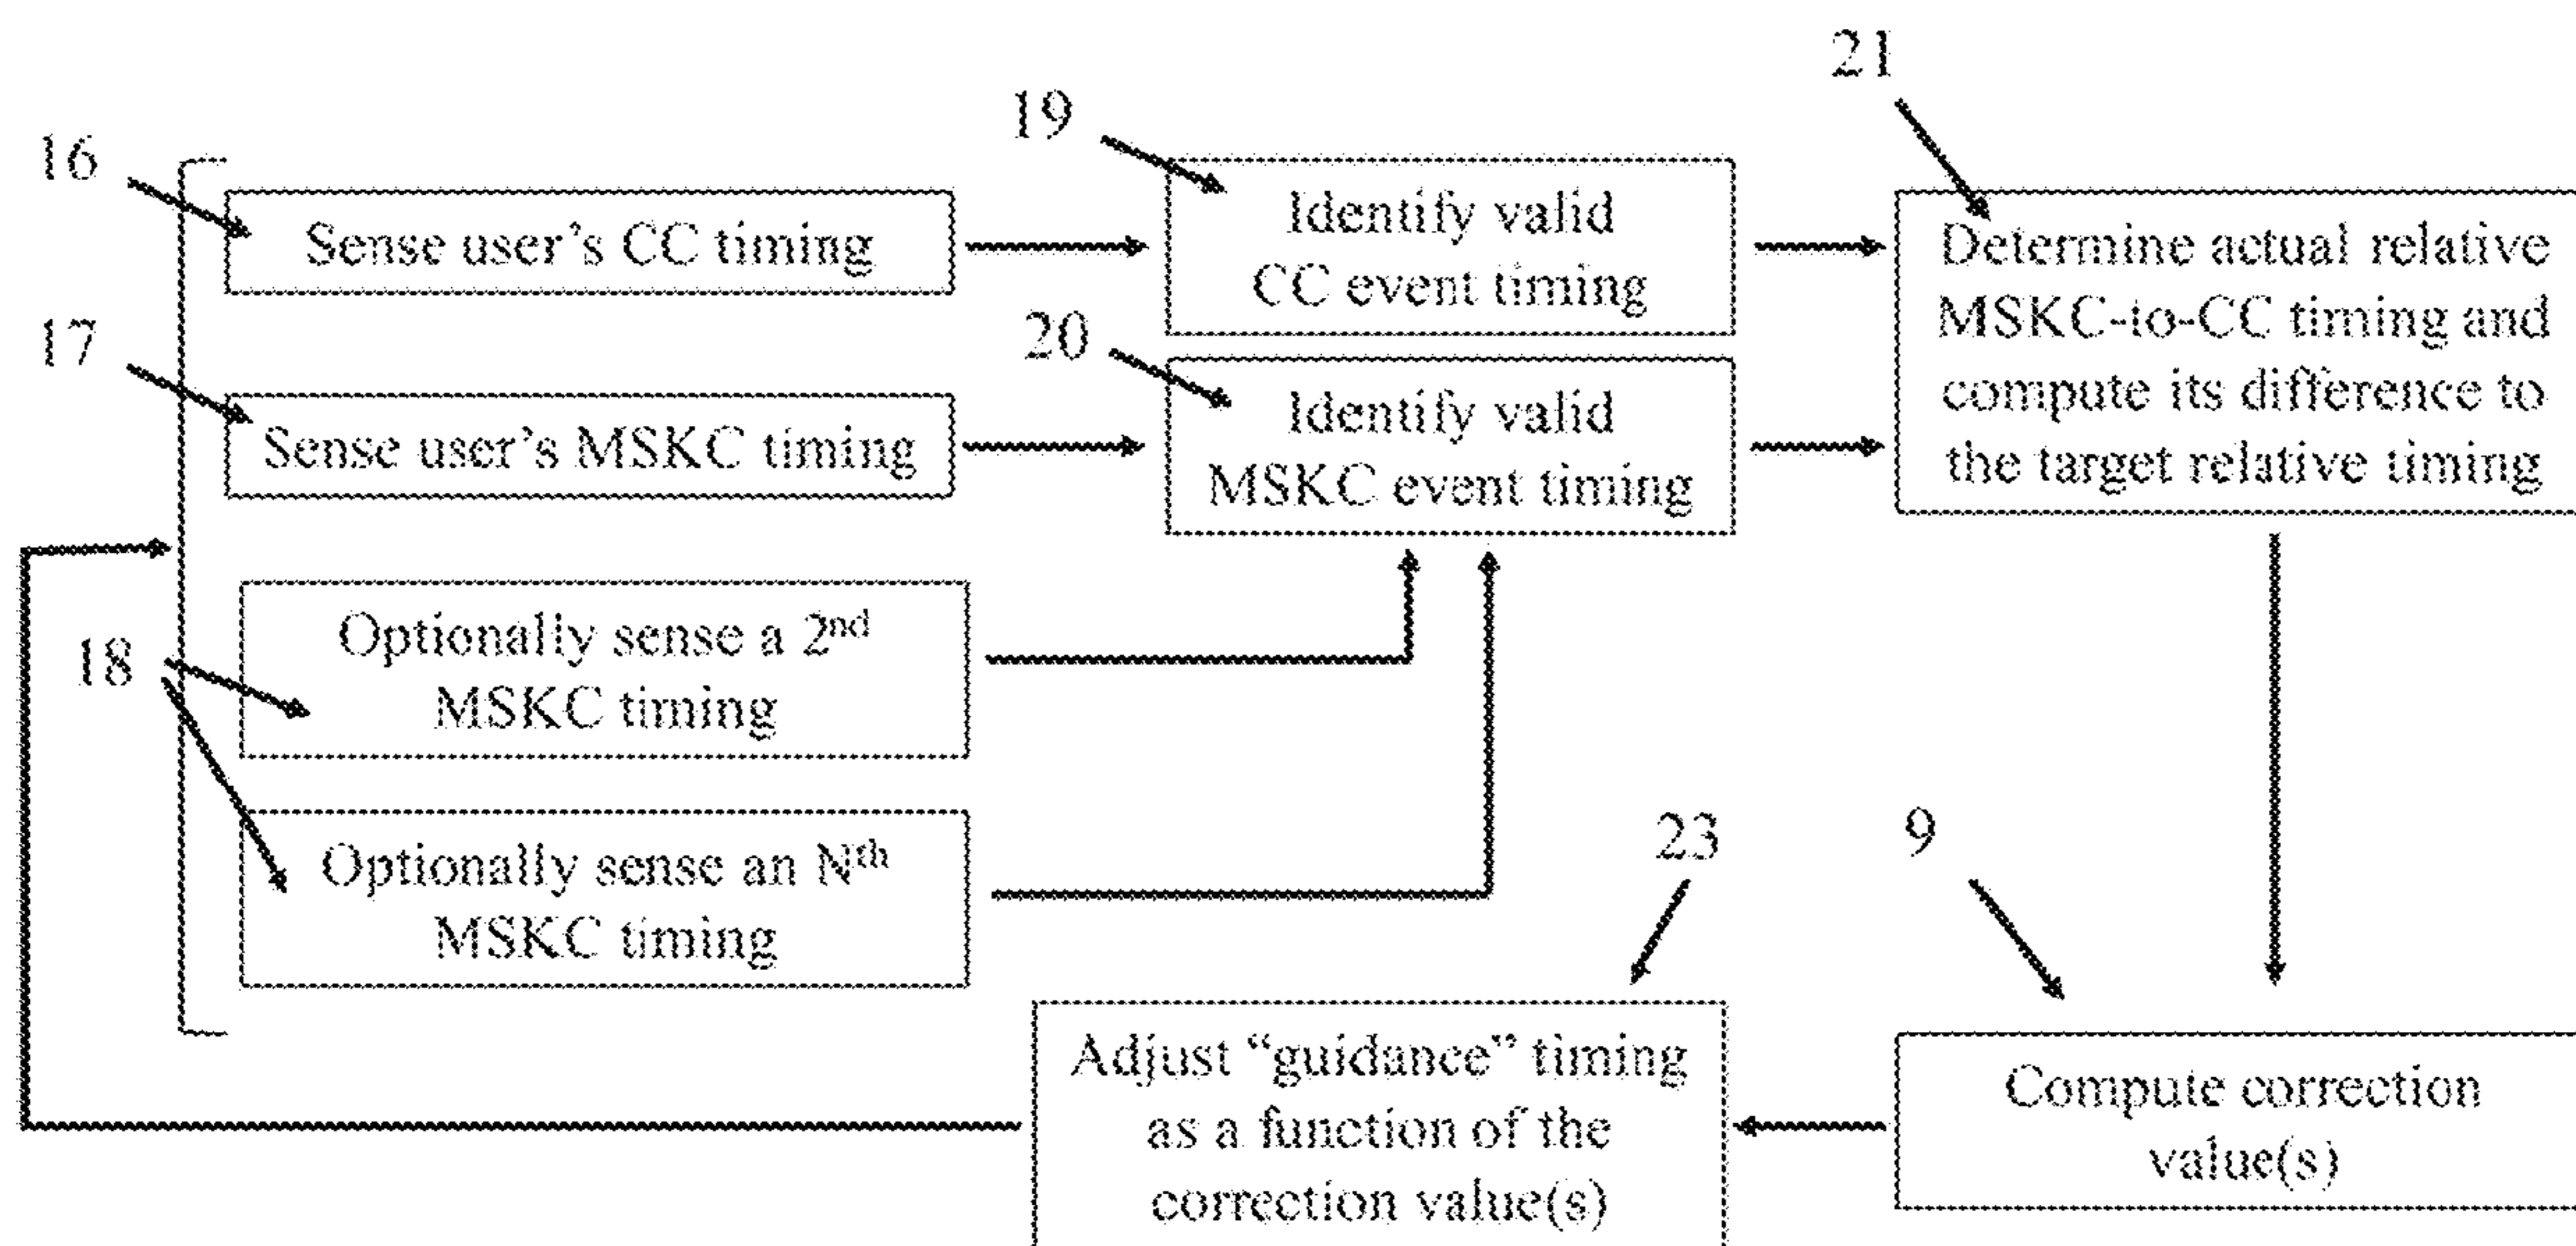 21
19
16
Sense user's CC timing
Identify valid
CC event timing
Determine actual relative
MSKC-to-CC timing and
compute its difference to
the target relative timing
17
20
Sense user's MSKC timing
Identify valid
MSKC event timing
18
Optionally sense a 2nd
MSKC timing
Optionally sense an Nth
MSKC timing
23
9
Adjust “guidance” timing
as a function of the
correction value(s)
Compute correction
value(s)